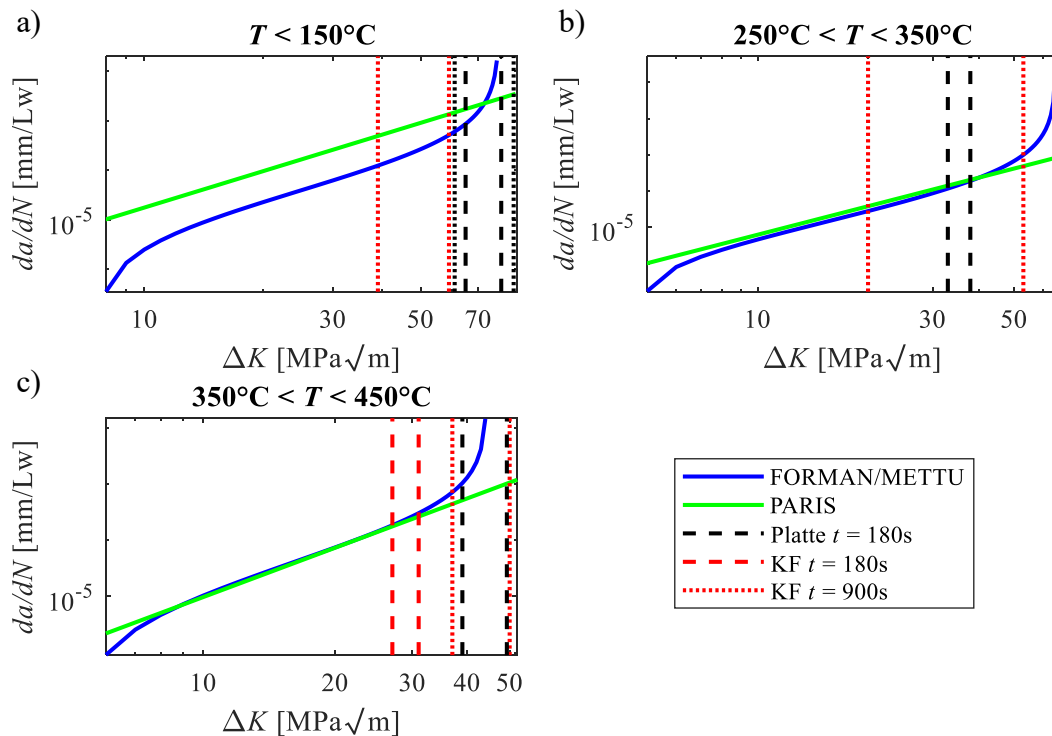 a)
T < 150°C
da/dN [mm/Lw]
10⁻⁵
10 30 50 70
ΔK [MPa√m]
b)
250°C < T < 350°C
da/dN [mm/Lw]
10⁻⁵
10 30 50
ΔK [MPa√m]
c)
350°C < T < 450°C
da/dN [mm/Lw]
10⁻⁵
10 20 30 40 50
ΔK [MPa√m]
FORMAN/METTU
PARIS
Platte t = 180s
KF t = 180s
KF t = 900s